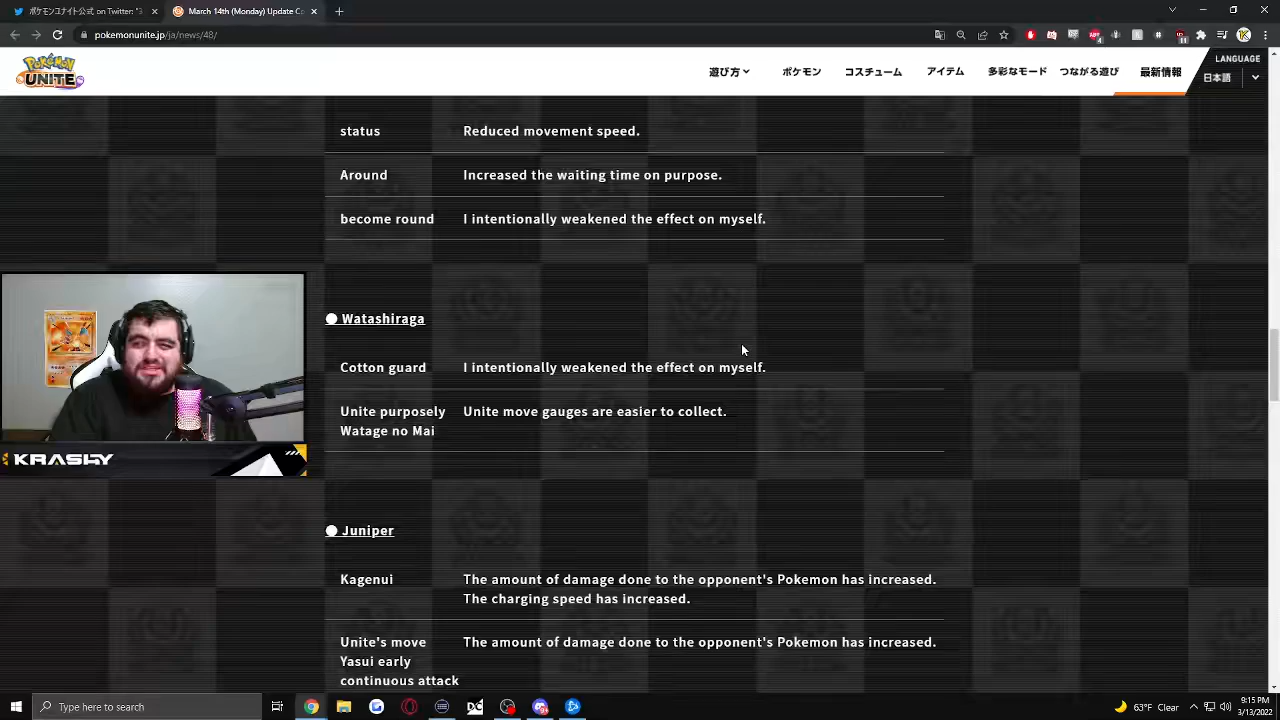 ポケモンユナイト公式 on Twitter: "3
March 14th (Monday) Update Co
pokemonunite.jp/ja/news/48/
Pokémon UNITE
遊び方
ポケモン
コスチューム
アイテム
多彩なモード
つながる遊び
最新情報
LANGUAGE
日本語
status Reduced movement speed.
Around Increased the waiting time on purpose.
become round I intentionally weakened the effect on myself.
Watashiraga
Cotton guard I intentionally weakened the effect on myself.
Unite purposely Unite move gauges are easier to collect.
Watage no Mai
KRASHY
Juniper
Kagenui The amount of damage done to the opponent's Pokemon has increased.
The charging speed has increased.
Unite's move The amount of damage done to the opponent's Pokemon has increased.
Yasui early
continuous attack
Type here to search
63°F Clear
9:15 PM
3/13/2022